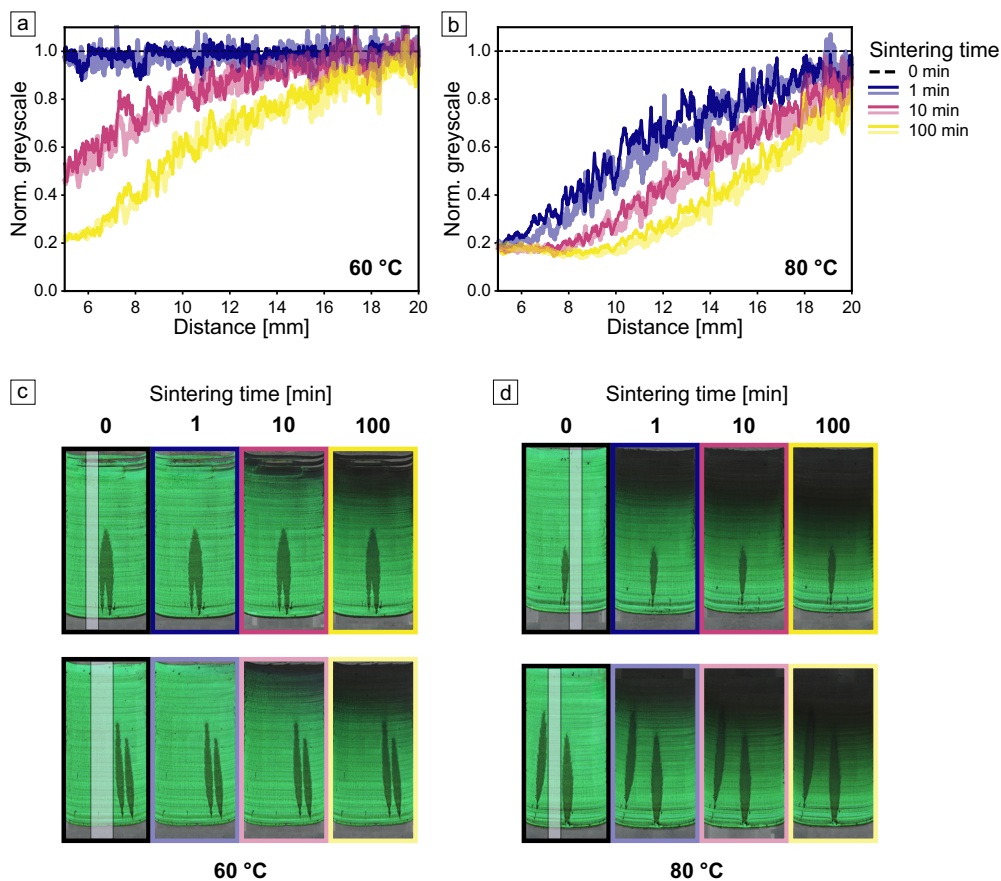 a
1.0
0.8
0.6
0.4
0.2
0.0
Norm. greyscale
60 °C
6 8 10 12 14 16 18 20
Distance [mm]
b
1.0
0.8
0.6
0.4
0.2
0.0
Norm. greyscale
80 °C
6 8 10 12 14 16 18 20
Distance [mm]
Sintering time
0 min
1 min
10 min
100 min
c
Sintering time [min]
0 1 10 100
60 °C
d
Sintering time [min]
0 1 10 100
80 °C